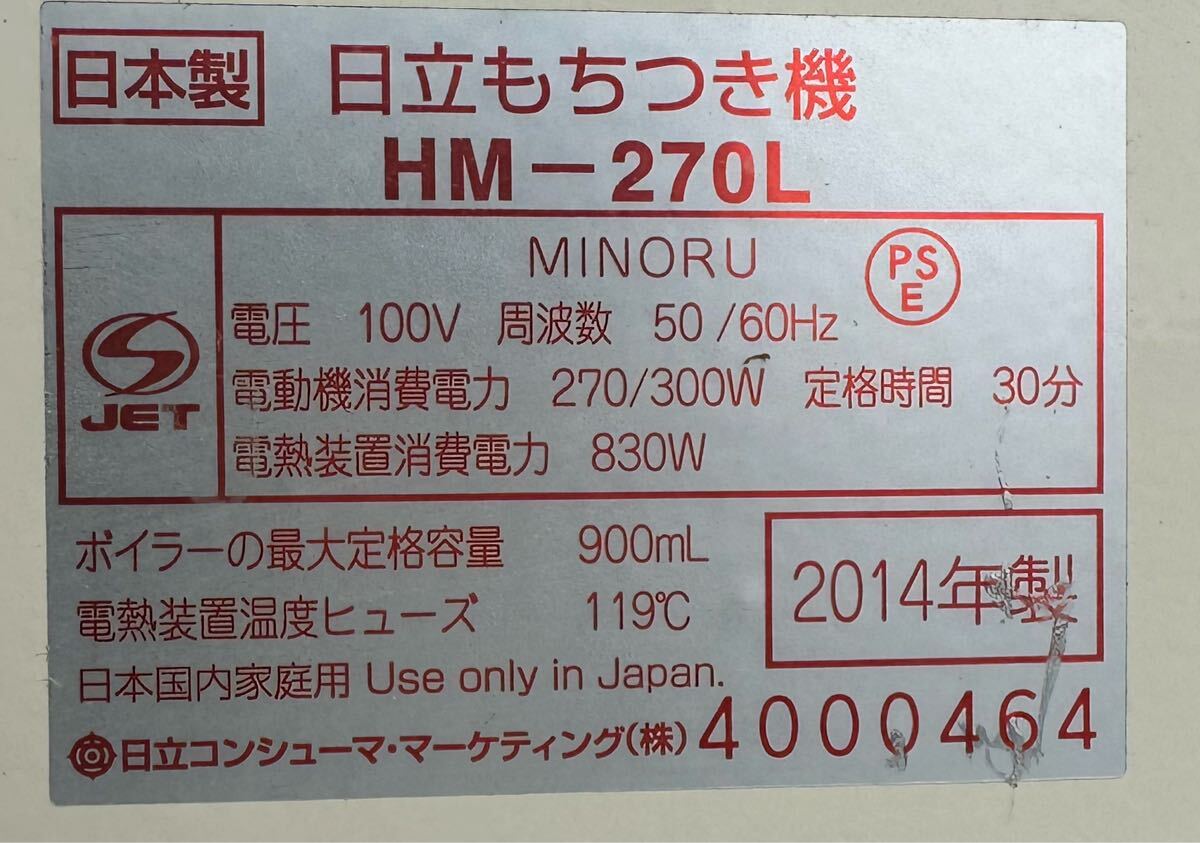 日本製 日立もちつき機
HM－270L
MINORU
PS
E
JET
電圧 100V 周波数 50/60Hz
電動機消費電力 270/300W 定格時間 30分
電熱装置消費電力 830W
ボイラーの最大定格容量 900mL
電熱装置温度ヒューズ 119℃
2014年製
日本国内家庭用 Use only in Japan.
日立コンシューマ・マーケティング(株) 4000464